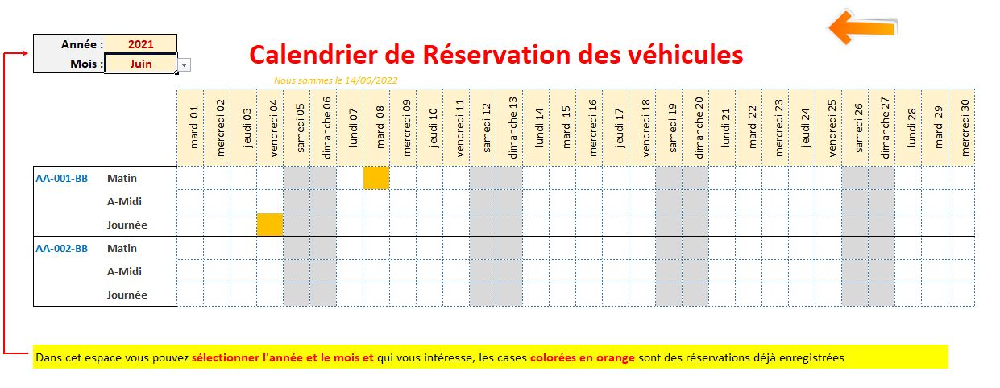 Année : 2021
Mois : Juin
Calendrier de Réservation des véhicules
Nous sommes le 14/06/2022
mardi 01
mercredi 02
jeudi 03
vendredi 04
samedi 05
dimanche 06
lundi 07
mardi 08
mercredi 09
jeudi 10
vendredi 11
samedi 12
dimanche 13
lundi 14
mardi 15
mercredi 16
jeudi 17
vendredi 18
samedi 19
dimanche 20
lundi 21
mardi 22
mercredi 23
jeudi 24
vendredi 25
samedi 26
dimanche 27
lundi 28
mardi 29
mercredi 30
AA-001-BB Matin
A-Midi
Journée
AA-002-BB Matin
A-Midi
Journée
Dans cet espace vous pouvez sélectionner l'année et le mois et qui vous intéresse, les cases colorées en orange sont des réservations déjà enregistrées